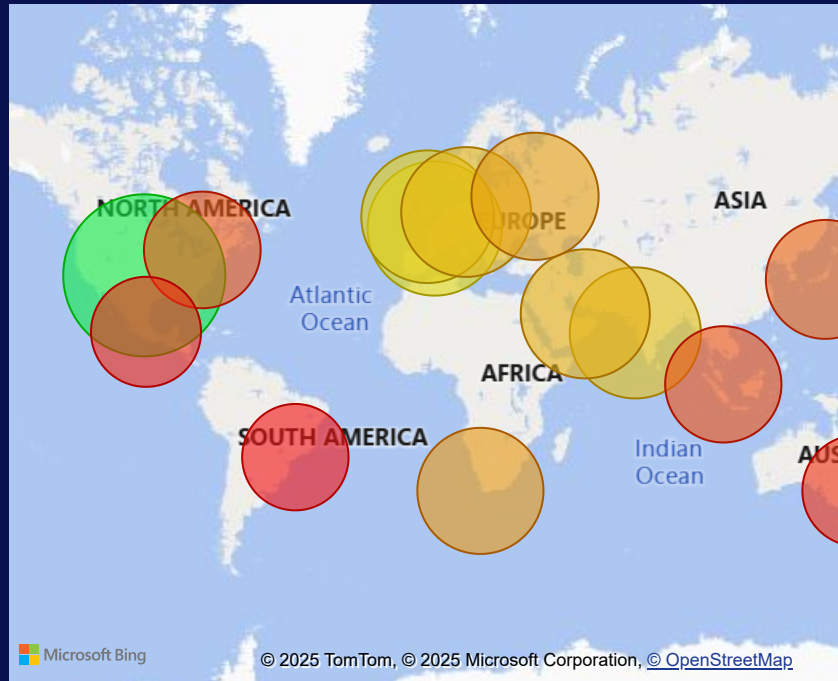 NORTH AMERICA
ASIA
EUROPE
Atlantic
Ocean
AFRICA
SOUTH AMERICA
Indian
Ocean
AUS
Microsoft Bing
© 2025 TomTom, © 2025 Microsoft Corporation, © OpenStreetMap